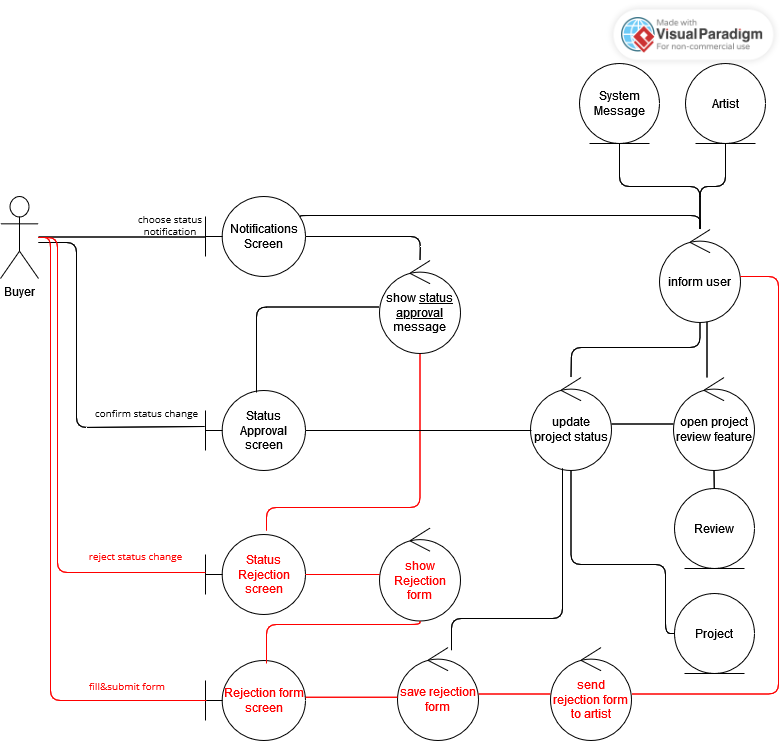 Made with
VisualParadigm
For non-commercial use
System
Message
Artist
choose status
notification
Notifications
Screen
Buyer
inform user
show status
approval
message
confirm status change
Status
Approval
screen
update
project status
open project
review feature
Review
reject status change
Status
Rejection
screen
show
Rejection
form
Project
fill&submit form
Rejection form
screen
save rejection
form
send
rejection form
to artist